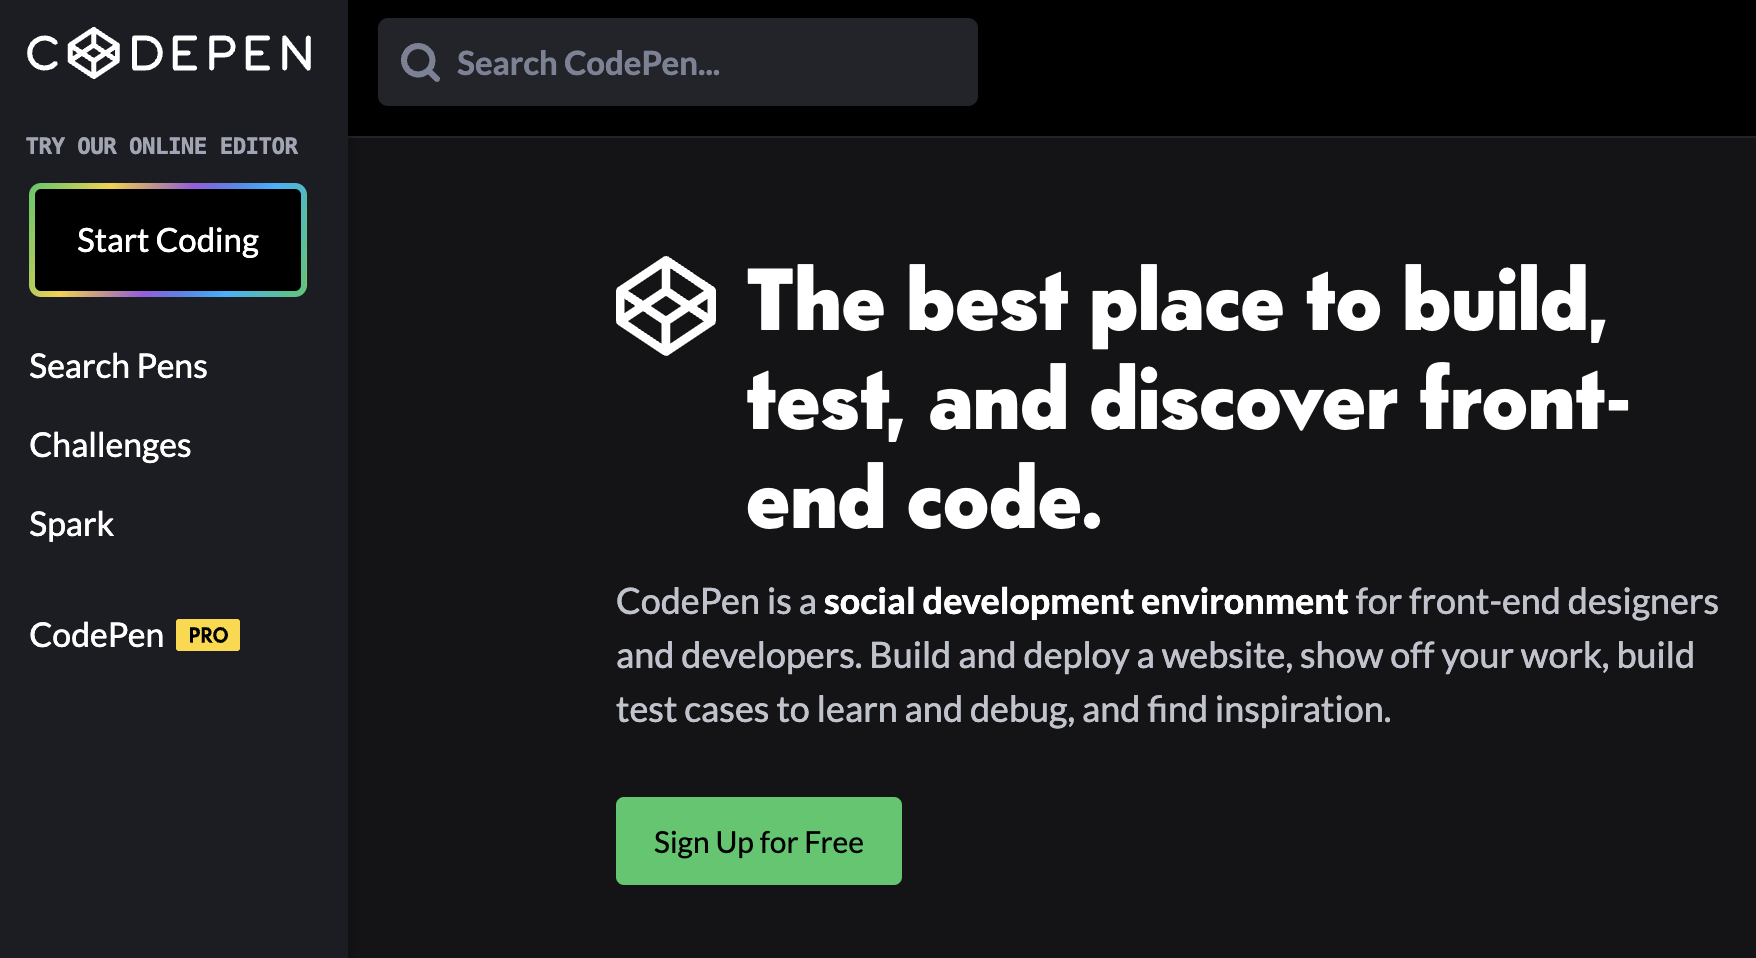 CODEPEN
TRY OUR ONLINE EDITOR
Start Coding
Search Pens
Challenges
Spark
CodePen PRO
Search CodePen...
The best place to build,
test, and discover front-
end code.
CodePen is a social development environment for front-end designers
and developers. Build and deploy a website, show off your work, build
test cases to learn and debug, and find inspiration.
Sign Up for Free